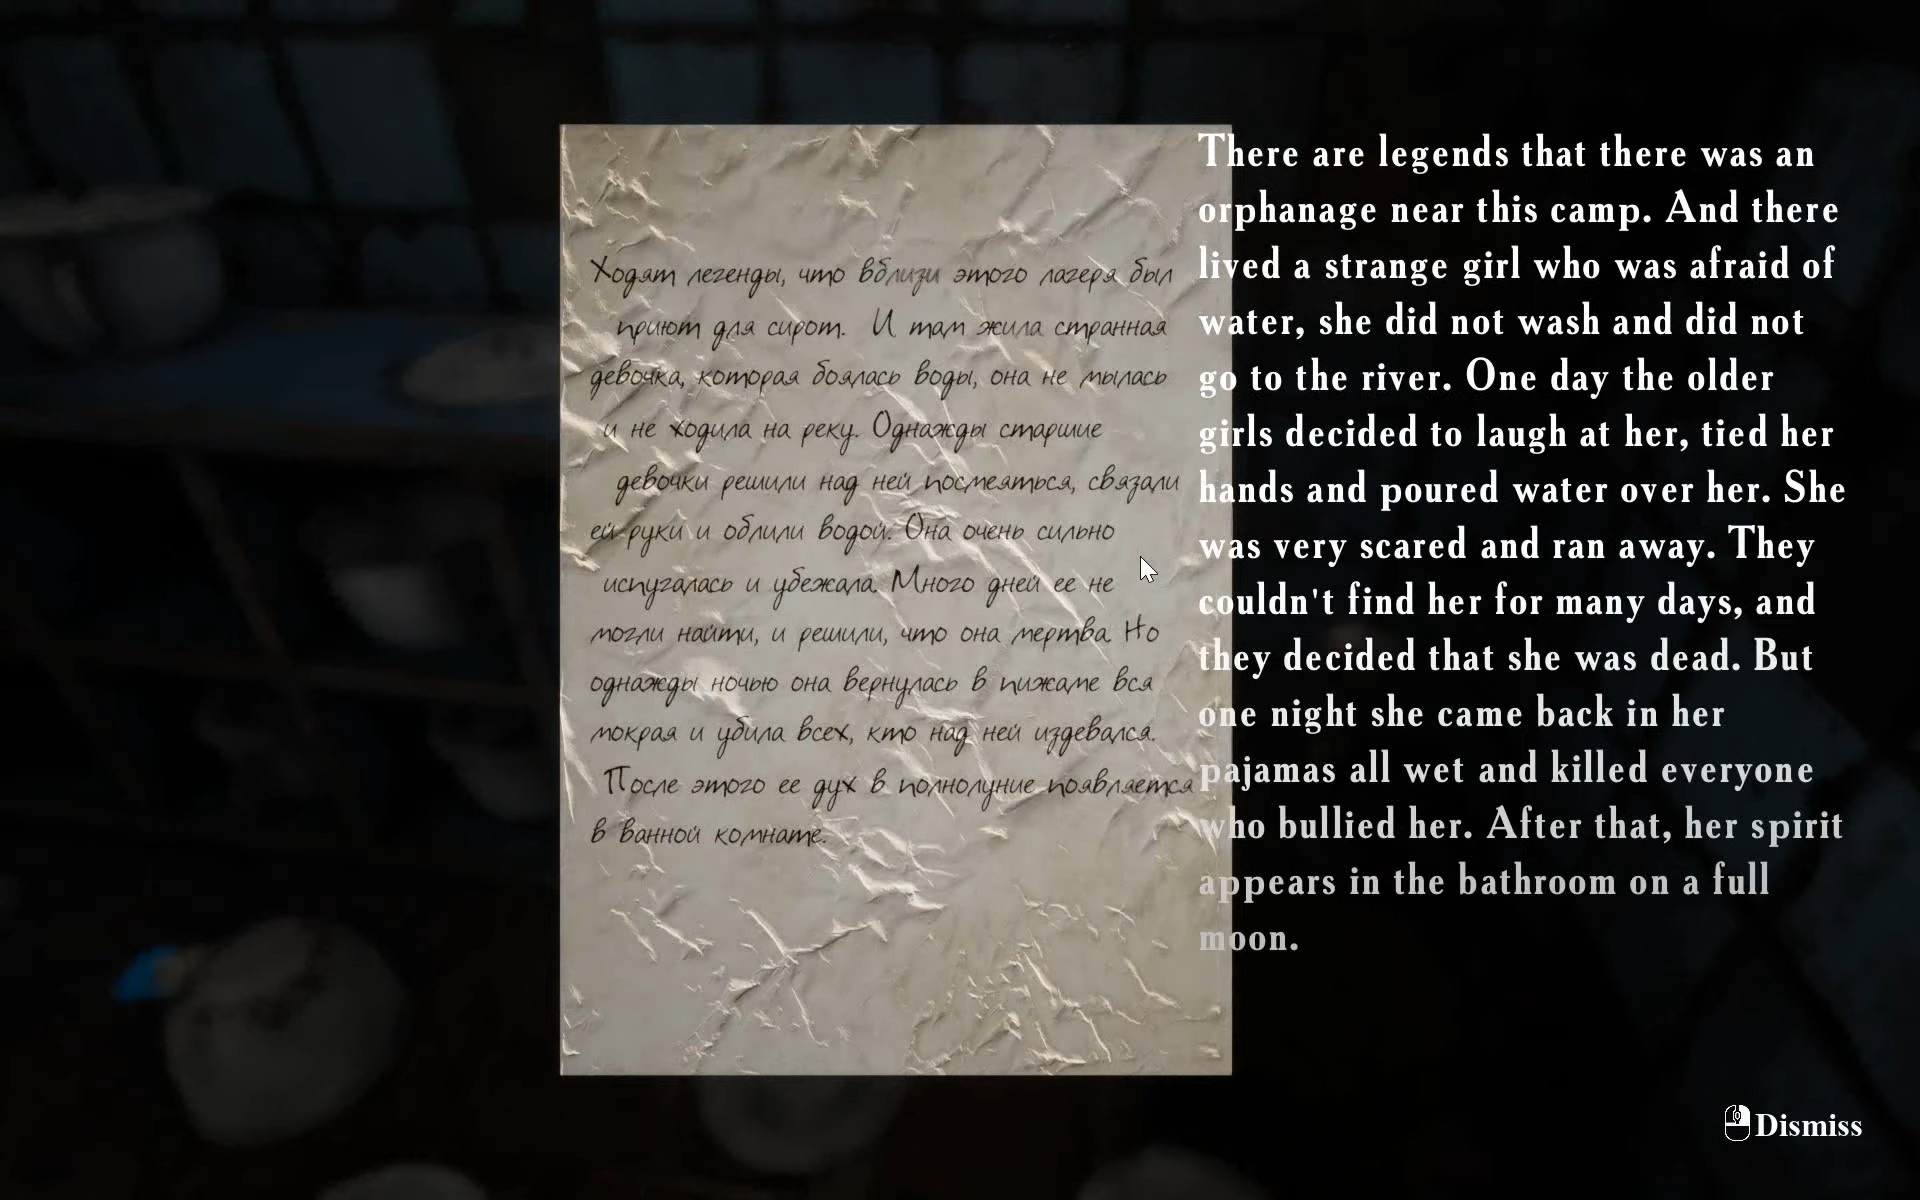 Ходят легенды, что вблизи этого лагеря был
приют для сирот. И там жила странная
девочка, которая боялась воды, она не мылась
и не ходила на реку. Однажды старшие
девочки решили над ней посмеяться, связали
ей руки и облили водой. Она очень сильно
испугалась и убежала. Много дней ее не
могли найти, и решили, что она мертва. Но
однажды ночью она вернулась в пижаме вся
мокрая и убила всех, кто над ней издевался.
После этого ее дух в полнолуние появляется
в ванной комнате.
There are legends that there was an
orphanage near this camp. And there
lived a strange girl who was afraid of
water, she did not wash and did not
go to the river. One day the older
girls decided to laugh at her, tied her
hands and poured water over her. She
was very scared and ran away. They
couldn't find her for many days, and
they decided that she was dead. But
one night she came back in her
pajamas all wet and killed everyone
who bullied her. After that, her spirit
appears in the bathroom on a full
moon.
Dismiss